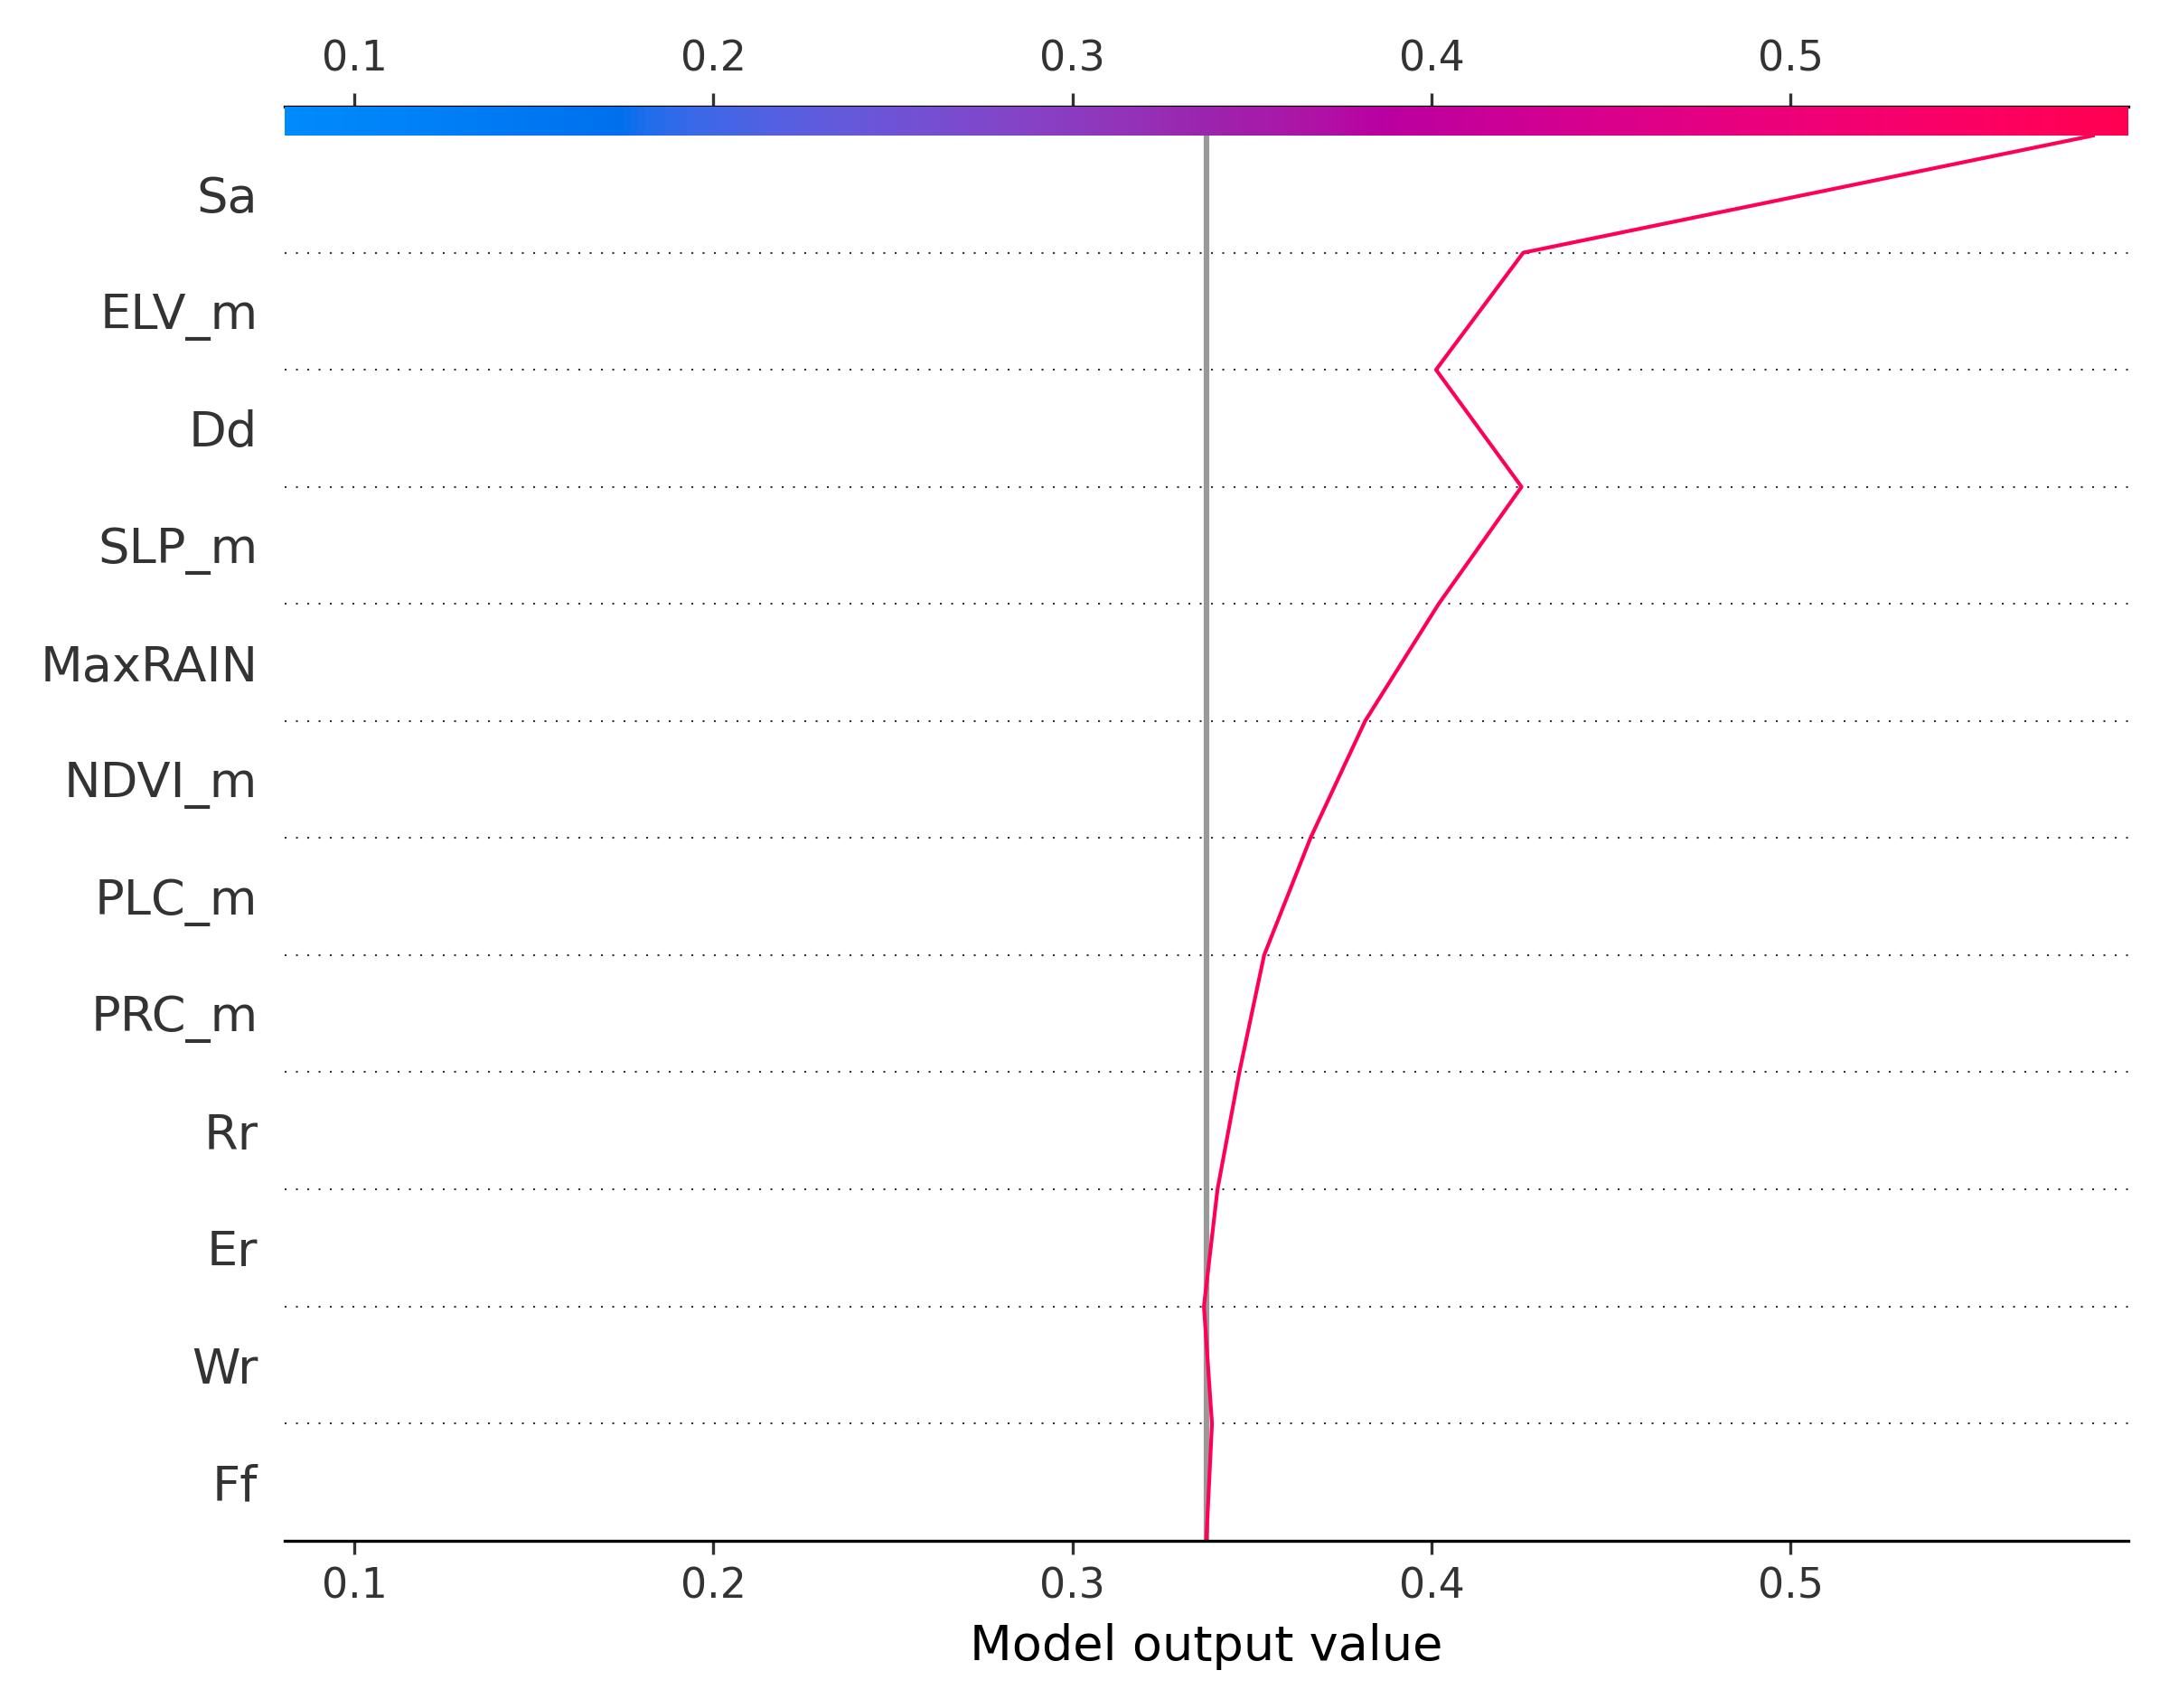 0.1 0.2 0.3 0.4 0.5
Sa
ELV_m
Dd
SLP_m
MaxRAIN
NDVI_m
PLC_m
PRC_m
Rr
Er
Wr
Ff
0.1 0.2 0.3 0.4 0.5
Model output value